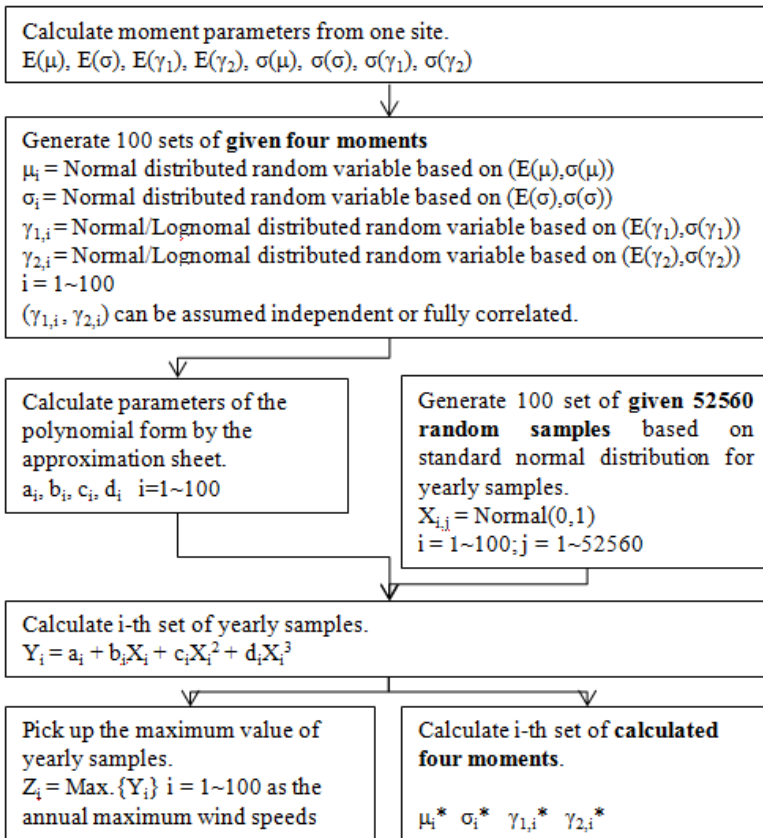 Calculate moment parameters from one site.
E(μ), E(σ), E(γ₁), E(γ₂), σ(μ), σ(σ), σ(γ₁), σ(γ₂)
Generate 100 sets of given four moments
μᵢ = Normal distributed random variable based on (E(μ),σ(μ))
σᵢ = Normal distributed random variable based on (E(σ),σ(σ))
γ₁,ᵢ = Normal/Lognomal distributed random variable based on (E(γ₁),σ(γ₁))
γ₂,ᵢ = Normal/Lognomal distributed random variable based on (E(γ₂),σ(γ₂))
i = 1~100
(γ₁,ᵢ , γ₂,ᵢ) can be assumed independent or fully correlated.
Calculate parameters of the
polynomial form by the
approximation sheet.
aᵢ, bᵢ, cᵢ, dᵢ i=1~100
Generate 100 set of given 52560
random samples based on
standard normal distribution for
yearly samples.
Xᵢ,ⱼ = Normal(0,1)
i = 1~100; j = 1~52560
Calculate i-th set of yearly samples.
Yᵢ = aᵢ + bᵢXᵢ + cᵢXᵢ² + dᵢXᵢ³
Pick up the maximum value of
yearly samples.
Zᵢ = Max.{Yᵢ} i = 1~100 as the
annual maximum wind speeds
Calculate i-th set of calculated
four moments.
μᵢ* σᵢ* γ₁,ᵢ* γ₂,ᵢ*